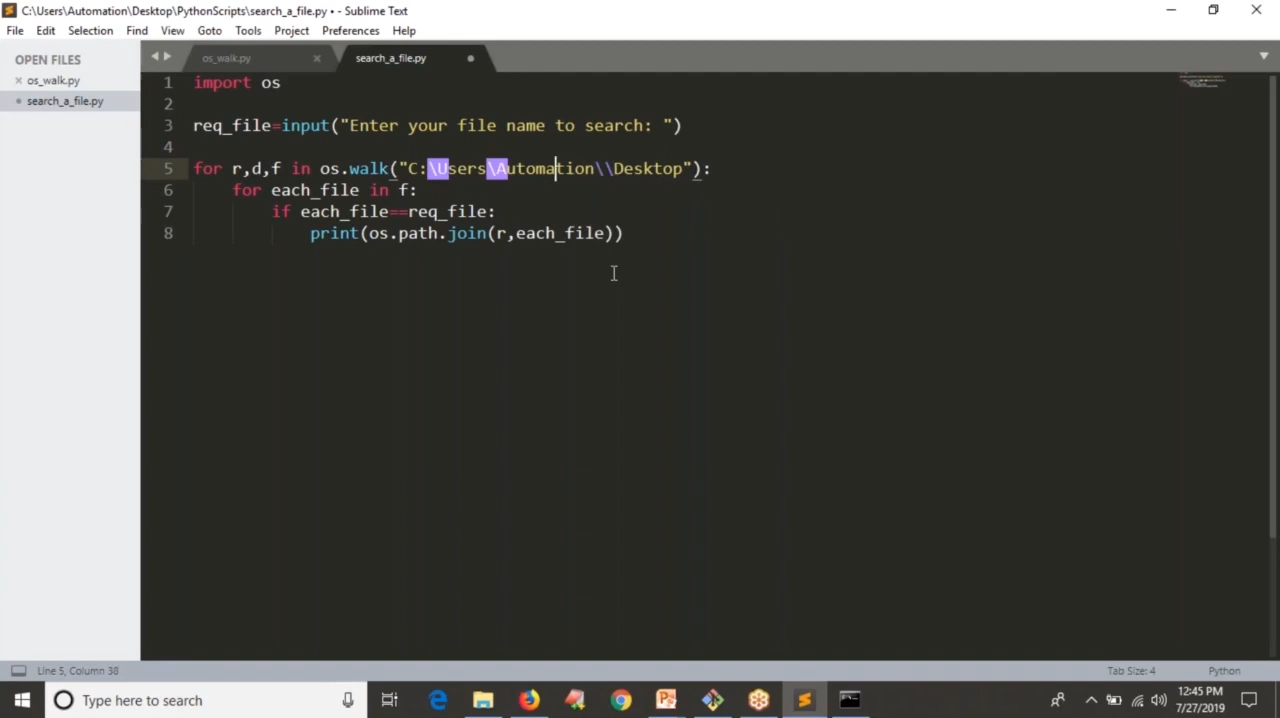 C:\Users\Automation\Desktop\PythonScripts\search_a_file.py • - Sublime Text
File Edit Selection Find View Goto Tools Project Preferences Help
OPEN FILES
os_walk.py
search_a_file.py
os_walk.py
search_a_file.py
1 import os
2
3 req_file=input("Enter your file name to search: ")
4
5 for r,d,f in os.walk("C:\Users\Automation\\Desktop"):
6 for each_file in f:
7 if each_file==req_file:
8 print(os.path.join(r,each_file))
Line 5, Column 38
Tab Size: 4
Python
Type here to search
12:45 PM
7/27/2019